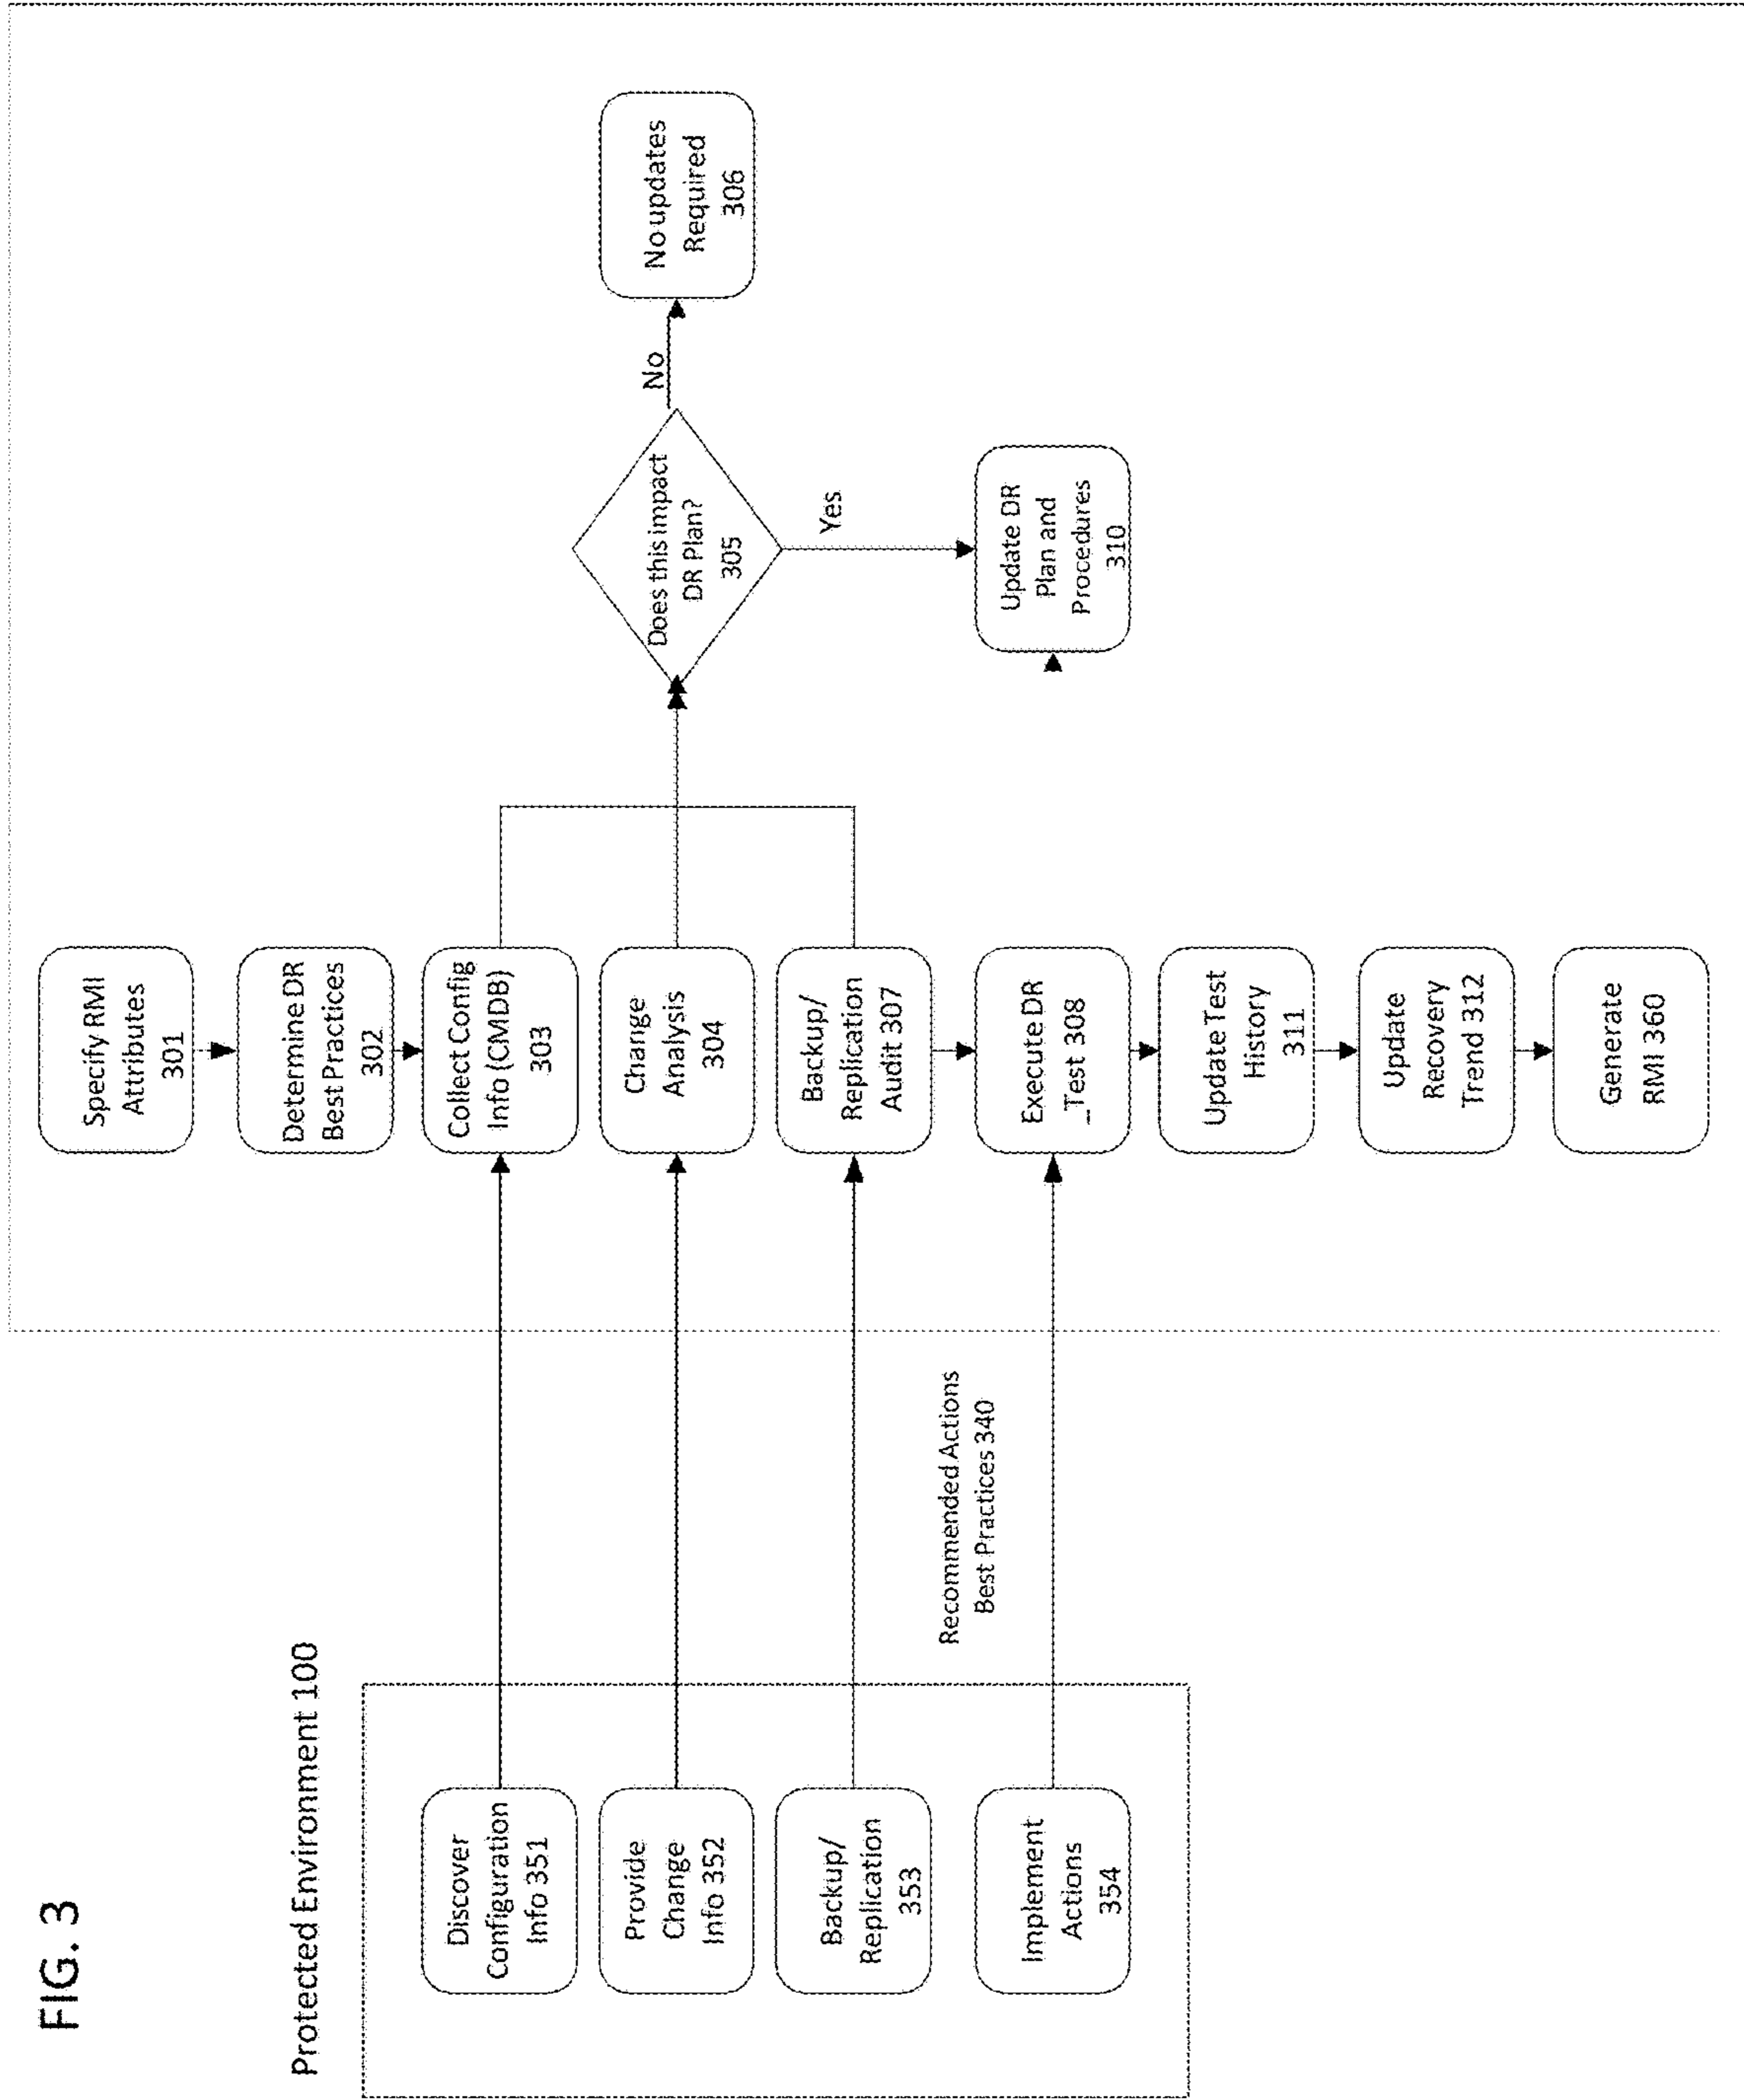 FIG. 3
Protected Environment 100
Discover
Configuration
Info 351
Provide
Change
Info 352
Backup/
Replication
353
Implement
Actions
354
Recommended Actions
Best Practices 340
Specify RMI
Attributes
301
Determine DR
Best Practices
302
Collect Config
Info (CMDB)
303
Change
Analysis
304
Backup/
Replication
Audit 307
Execute DR
_Test 308
Update Test
History
311
Update
Recovery
Trend 312
Generate
RMI 360
Does this impact
DR Plan?
305
No
Yes
No updates
Required
306
Update DR
Plan and
Procedures
310